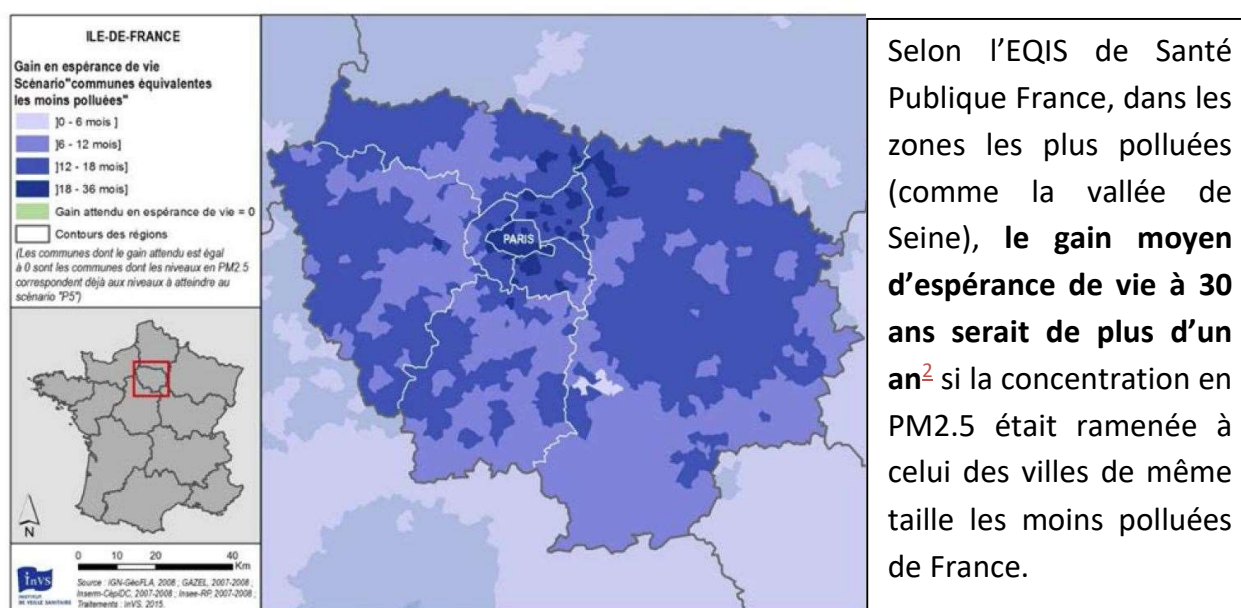 ILE-DE-FRANCE
Gain en espérance de vie
Scénario"communes équivalentes
les moins polluées"
]0 - 6 mois ]
]6 - 12 mois]
]12 - 18 mois]
]18 - 36 mois]
Gain attendu en espérance de vie = 0
Contours des régions
(Les communes dont le gain attendu est égal
à 0 sont les communes dont les niveaux en PM2.5
correspondent déjà aux niveaux à atteindre au
scénario "P5")
N
0 10 20 40
Km
InVS
INSTITUT
DE VEILLE SANITAIRE
Source : IGN-GéoFLA, 2008 ; GAZEL, 2007-2008 ;
Inserm-CépiDC, 2007-2008 ; Insee-RP, 2007-2008 ;
Traitements : InVS, 2015.
PARIS
Selon l’EQIS de Santé
Publique France, dans les
zones les plus polluées
(comme la vallée de
Seine), le gain moyen
d’espérance de vie à 30
ans serait de plus d’un
an2 si la concentration en
PM2.5 était ramenée à
celui des villes de même
taille les moins polluées
de France.